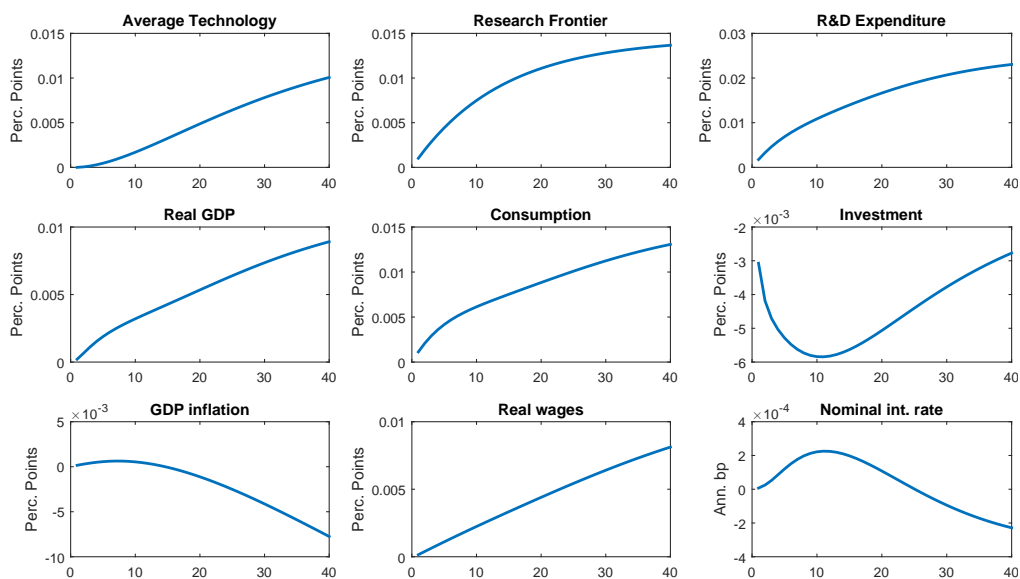 Average Technology
Perc. Points
0.015
0.01
0.005
0
0 10 20 30 40
Research Frontier
Perc. Points
0.015
0.01
0.005
0
0 10 20 30 40
R&D Expenditure
Perc. Points
0.03
0.02
0.01
0
0 10 20 30 40
Real GDP
Perc. Points
0.01
0.005
0
0 10 20 30 40
Consumption
Perc. Points
0.015
0.01
0.005
0
0 10 20 30 40
×10⁻³ Investment
Perc. Points
-2
-3
-4
-5
-6
0 10 20 30 40
×10⁻³ GDP inflation
Perc. Points
5
0
-5
-10
0 10 20 30 40
Real wages
Perc. Points
0.01
0.005
0
0 10 20 30 40
×10⁻⁴ Nominal int. rate
Ann. bp
4
2
0
-2
-4
0 10 20 30 40